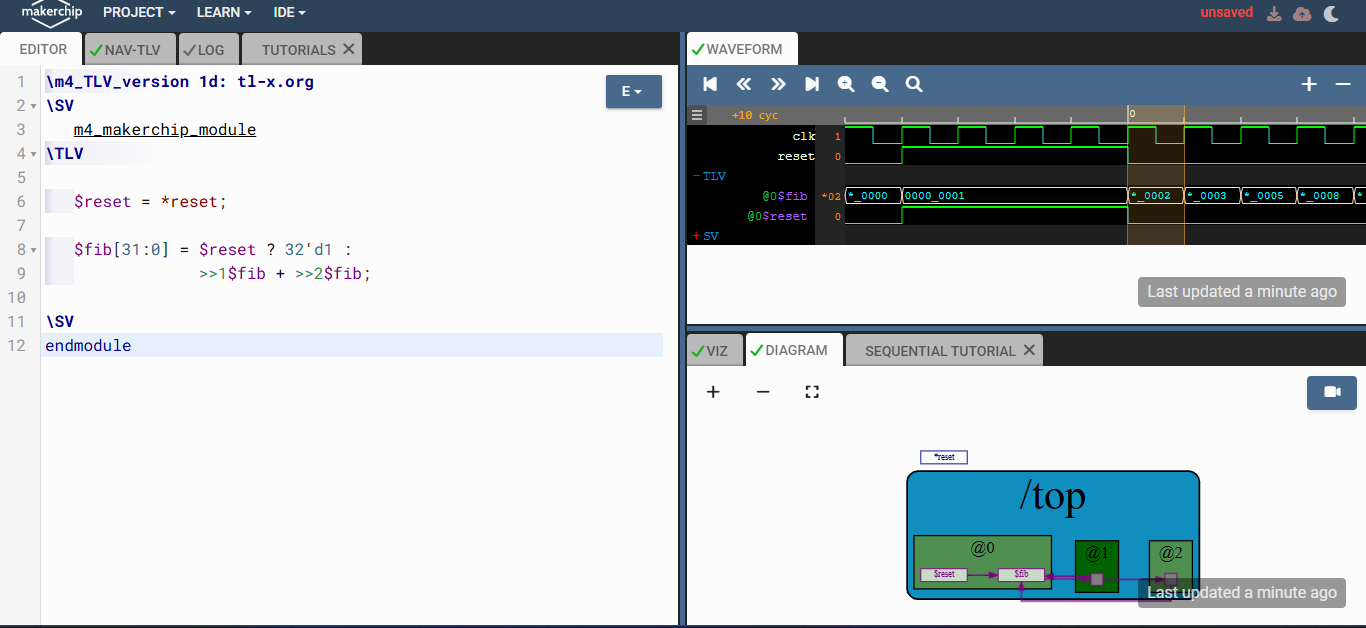 makerchip PROJECT LEARN IDE unsaved
EDITOR NAV-TLV LOG TUTORIALS
1 \m4_TLV_version 1d: tl-x.org
2 \SV
3 m4_makerchip_module
4 \TLV
5
6 $reset = *reset;
7
8 $fib[31:0] = $reset ? 32'd1 :
9 >>1$fib + >>2$fib;
10
11 \SV
12 endmodule
E
WAVEFORM
+10 cyc 0
clk 1
reset 0
TLV
@0$fib *02 *_0000 0000_0001 *_0002 *_0003 *_0005 *_0008 *
@0$reset 0
SV
Last updated a minute ago
VIZ DIAGRAM SEQUENTIAL TUTORIAL
*reset
/top
@0 @1 @2
$reset $fib
Last updated a minute ago